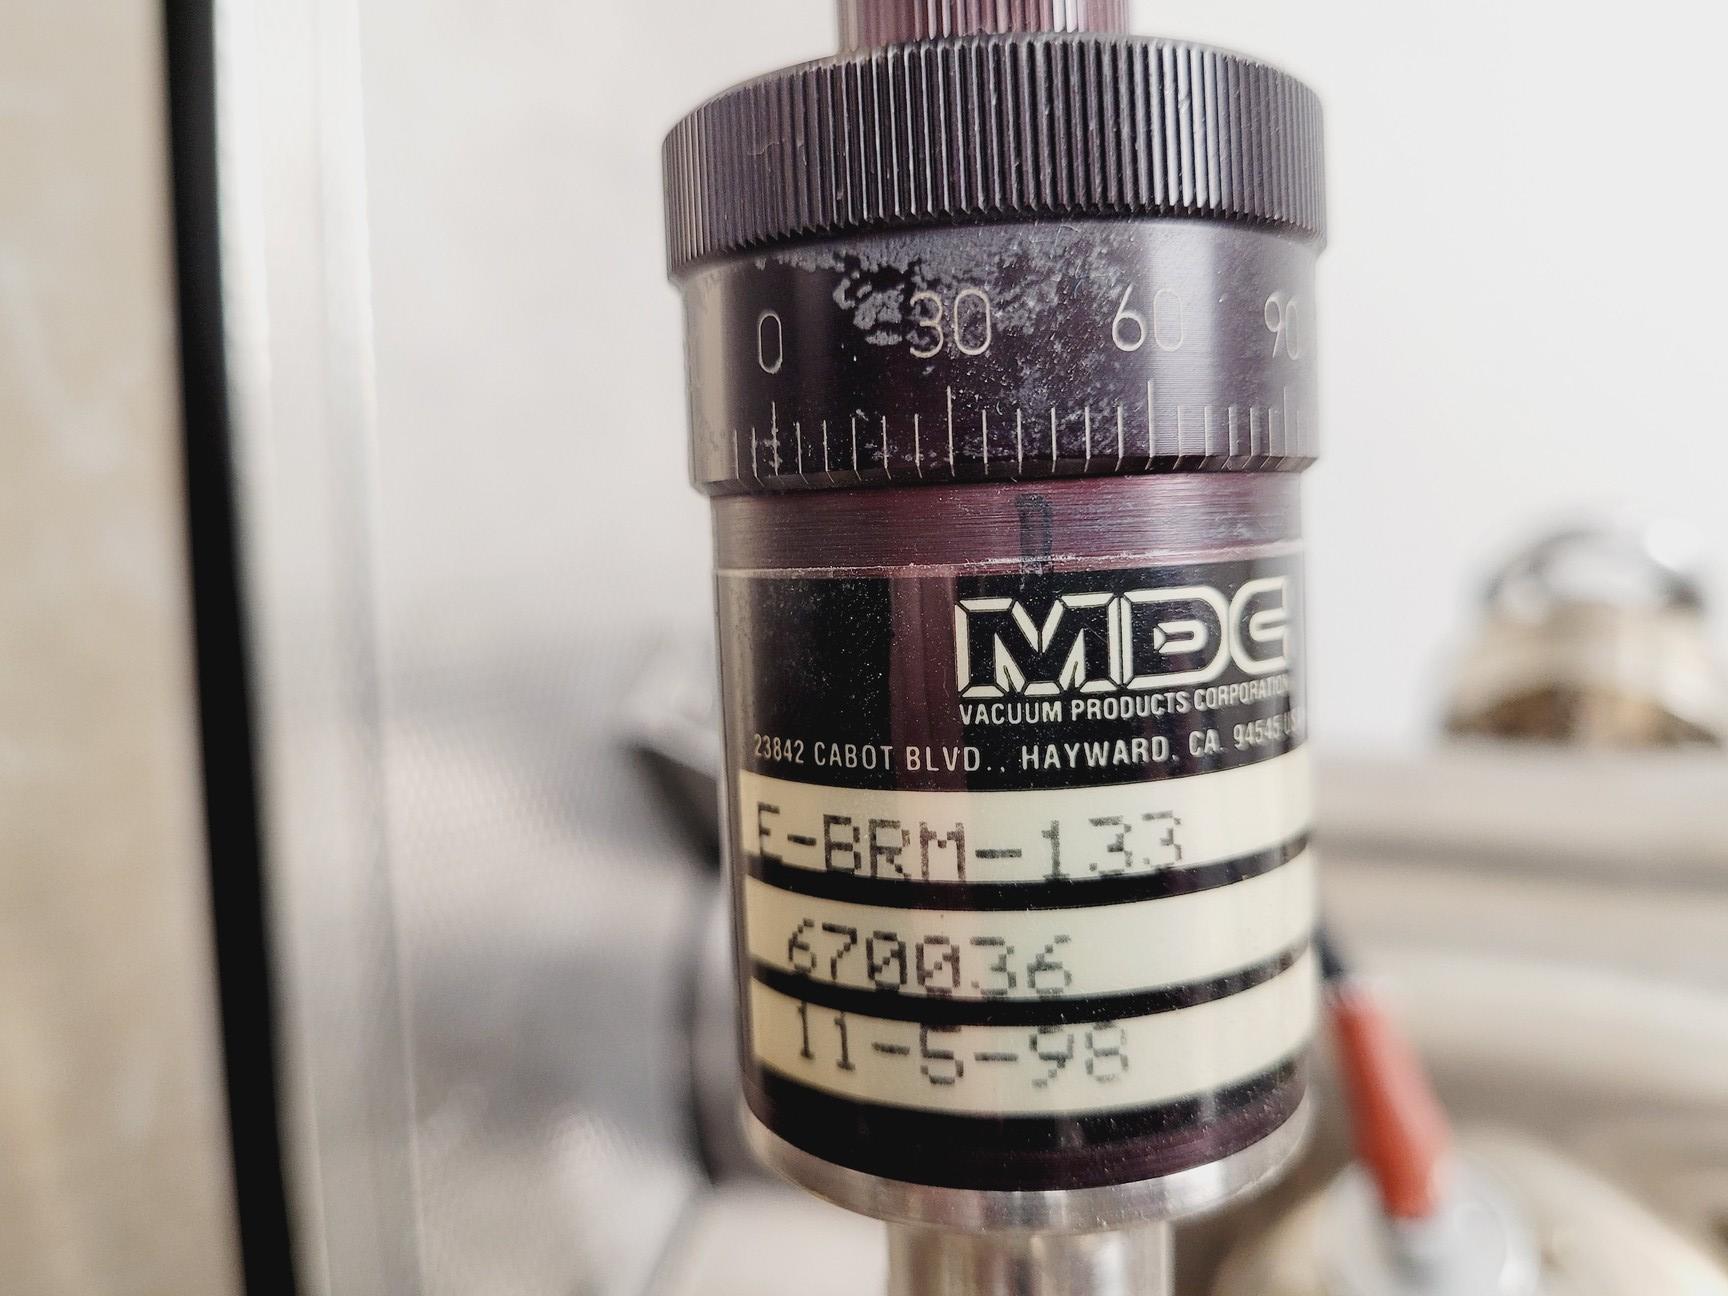 0 30 60 90
MDC
VACUUM PRODUCTS CORPORATION
23842 CABOT BLVD., HAYWARD, CA. 94545 US
E-BRM-133
670036
11-5-98